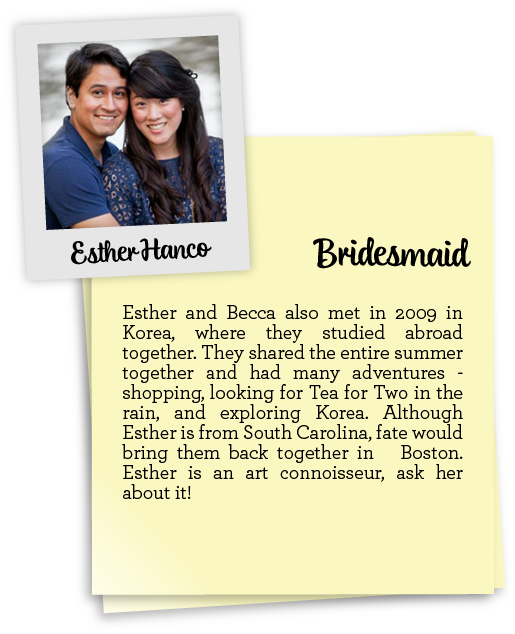 Esther Hanco
Bridesmaid
Esther and Becca also met in 2009 in
Korea, where they studied abroad
together. They shared the entire summer
together and had many adventures -
shopping, looking for Tea for Two in the
rain, and exploring Korea. Although
Esther is from South Carolina, fate would
bring them back together in Boston.
Esther is an art connoisseur, ask her
about it!